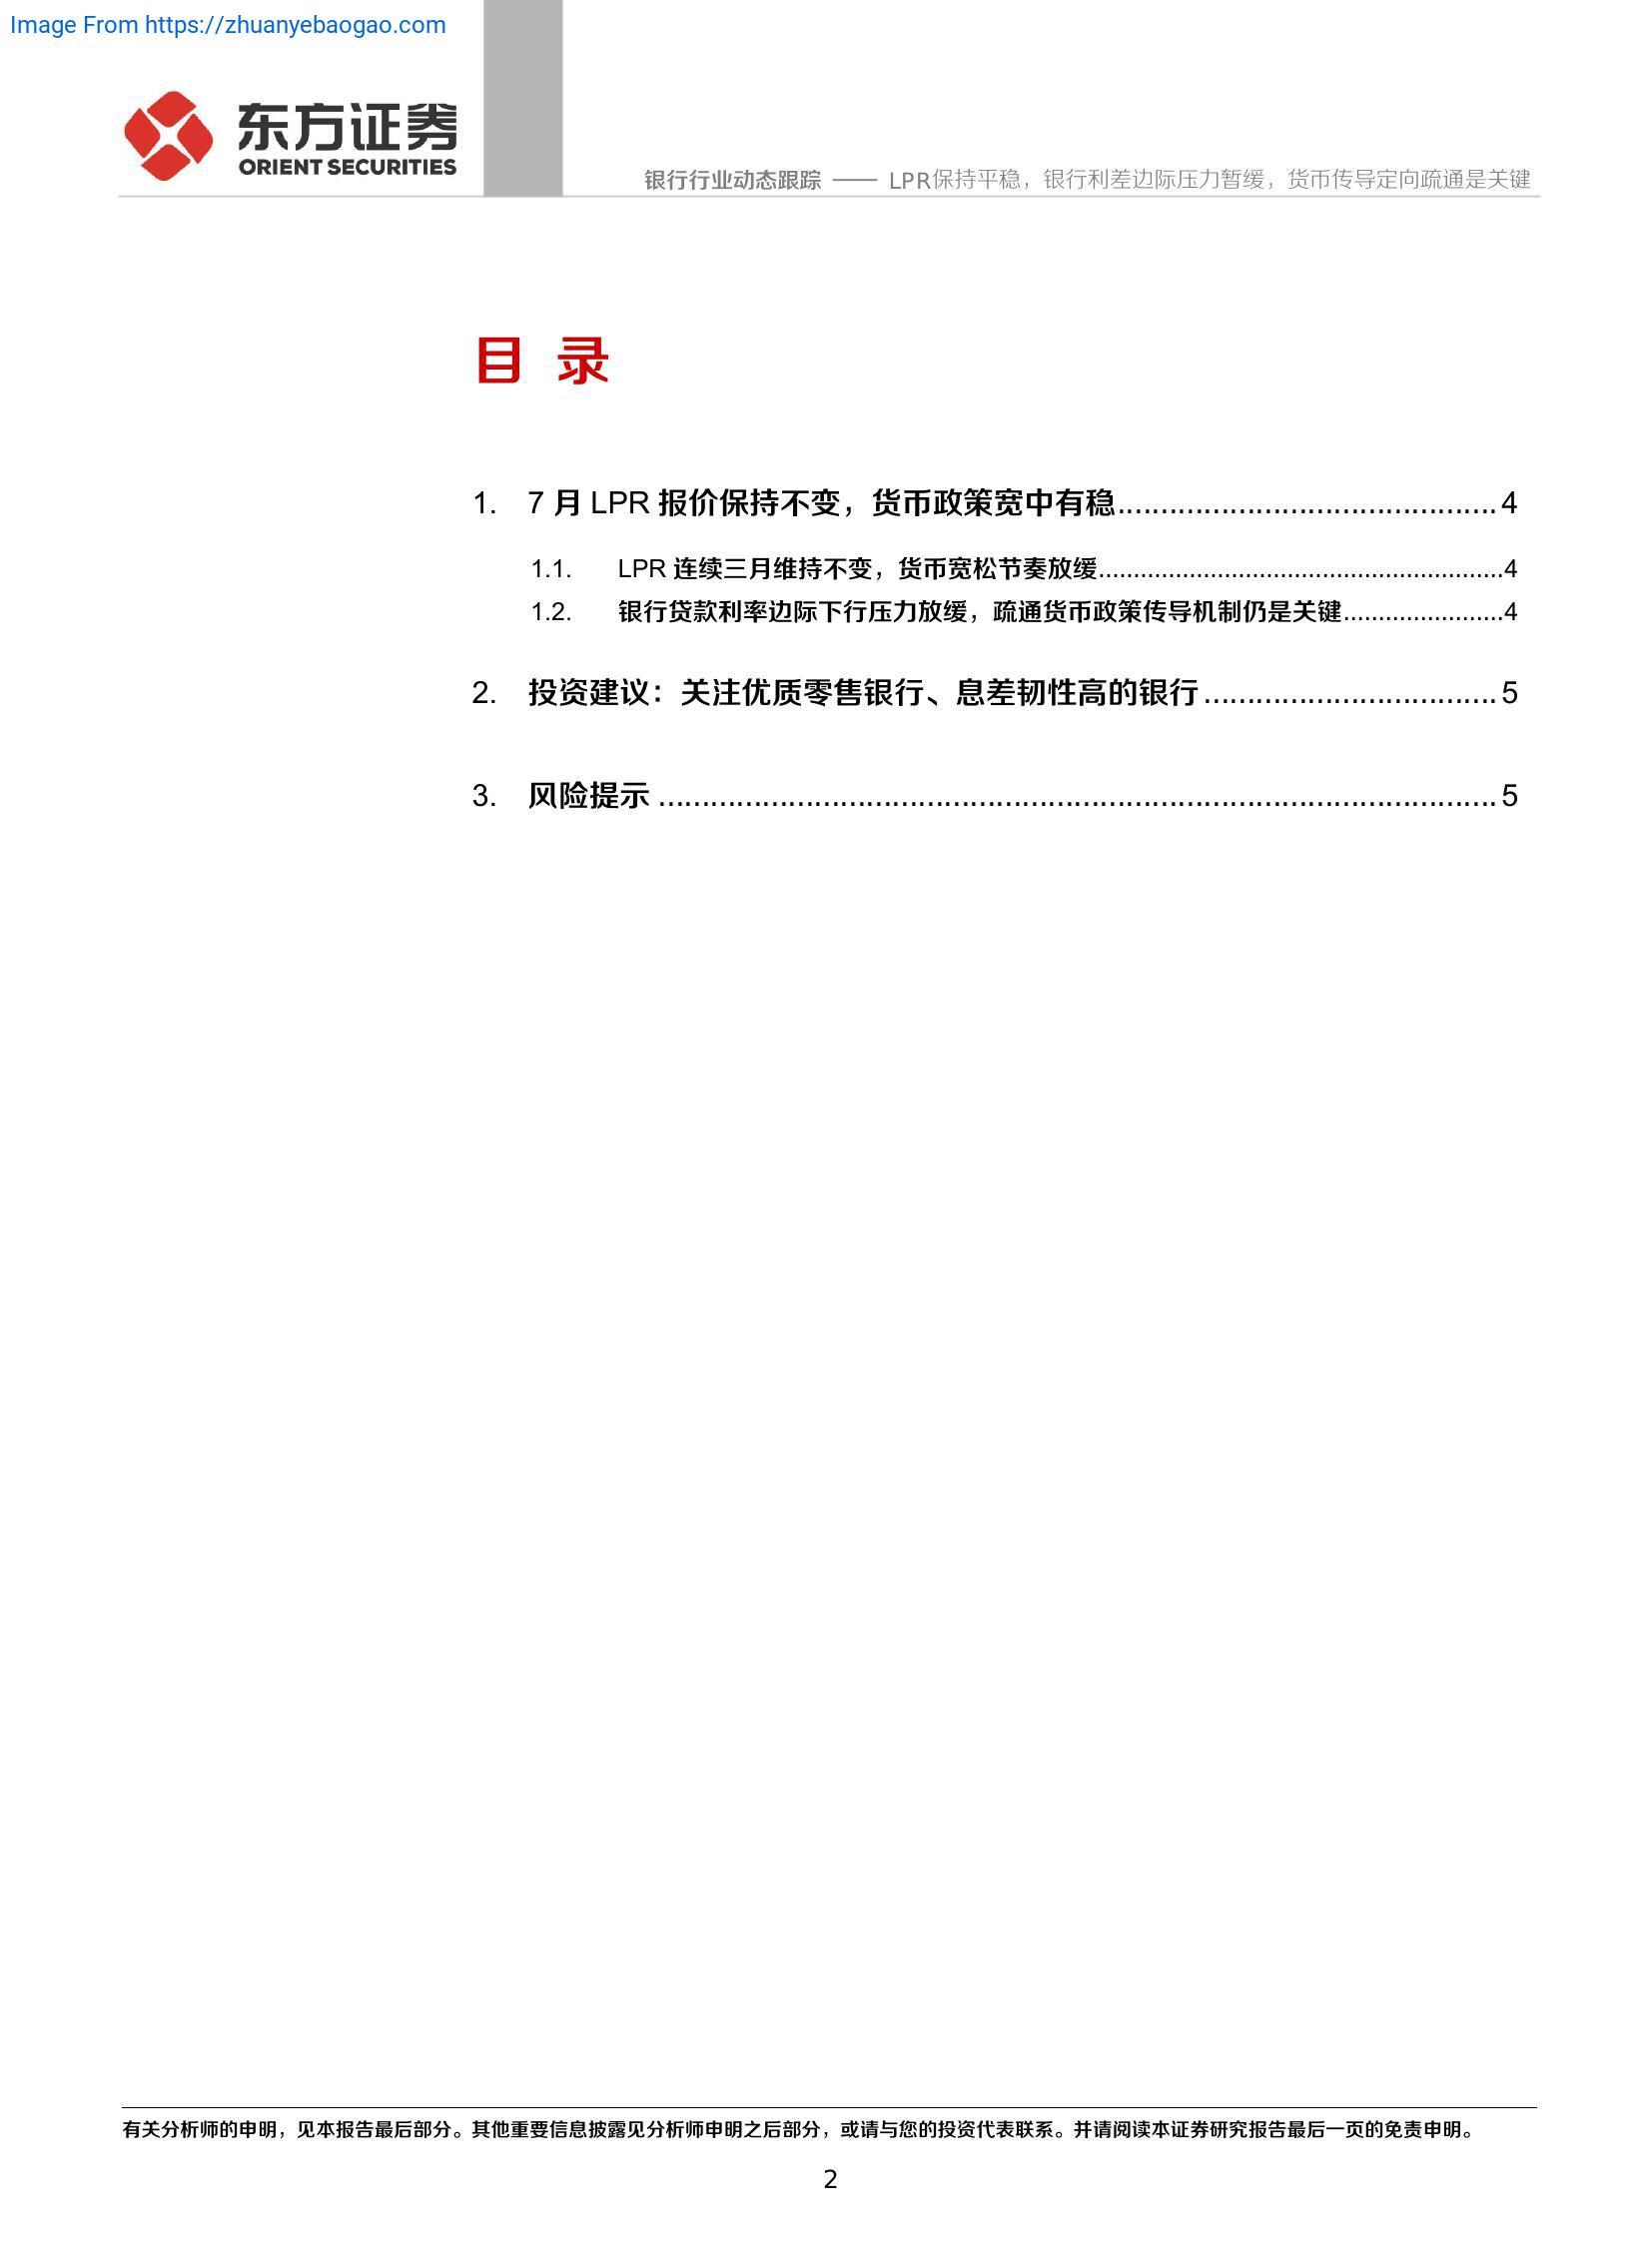 Image From https://zhuanyebaogao.com
东方证券
ORIENT SECURITIES
银行行业动态跟踪 —— LPR保持平稳，银行利差边际压力暂缓，货币传导定向疏通是关键
目 录
1. 7 月 LPR 报价保持不变，货币政策宽中有稳............................................ 4
1.1. LPR 连续三月维持不变，货币宽松节奏放缓..........................................................4
1.2. 银行贷款利率边际下行压力放缓，疏通货币政策传导机制仍是关键.......................4
2. 投资建议：关注优质零售银行、息差韧性高的银行.................................. 5
3. 风险提示 ................................................................................................. 5
有关分析师的申明，见本报告最后部分。其他重要信息披露见分析师申明之后部分，或请与您的投资代表联系。并请阅读本证券研究报告最后一页的免责申明。
2